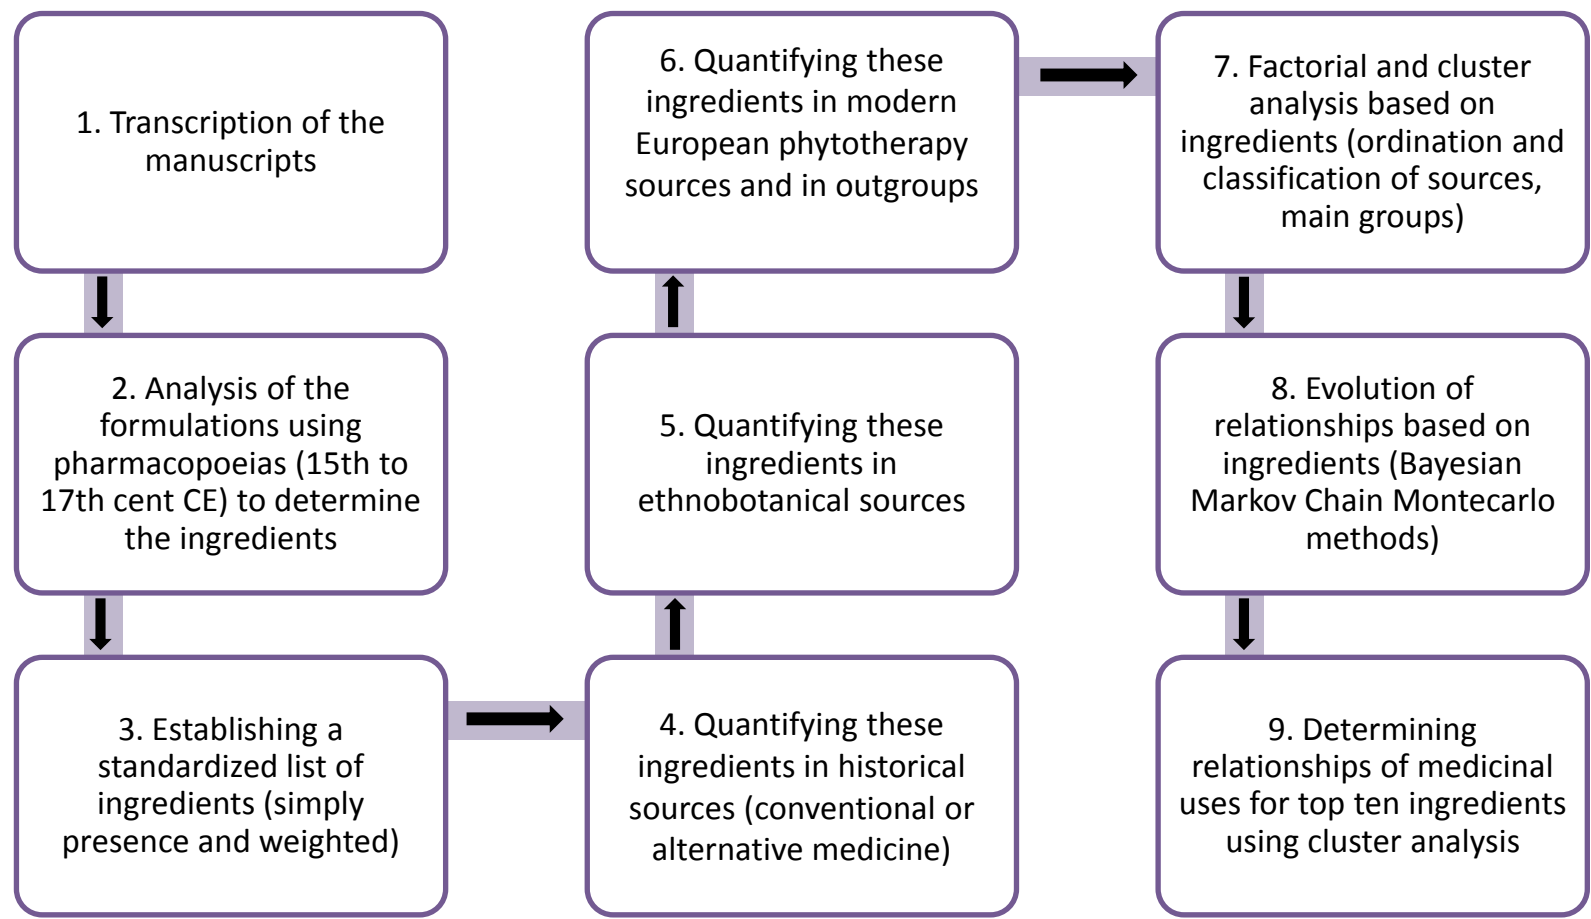 1. Transcription of the
manuscripts
2. Analysis of the
formulations using
pharmacopoeias (15th to
17th cent CE) to determine
the ingredients
3. Establishing a
standardized list of
ingredients (simply
presence and weighted)
4. Quantifying these
ingredients in historical
sources (conventional or
alternative medicine)
5. Quantifying these
ingredients in
ethnobotanical sources
6. Quantifying these
ingredients in modern
European phytotherapy
sources and in outgroups
7. Factorial and cluster
analysis based on
ingredients (ordination and
classification of sources,
main groups)
8. Evolution of
relationships based on
ingredients (Bayesian
Markov Chain Montecarlo
methods)
9. Determining
relationships of medicinal
uses for top ten ingredients
using cluster analysis